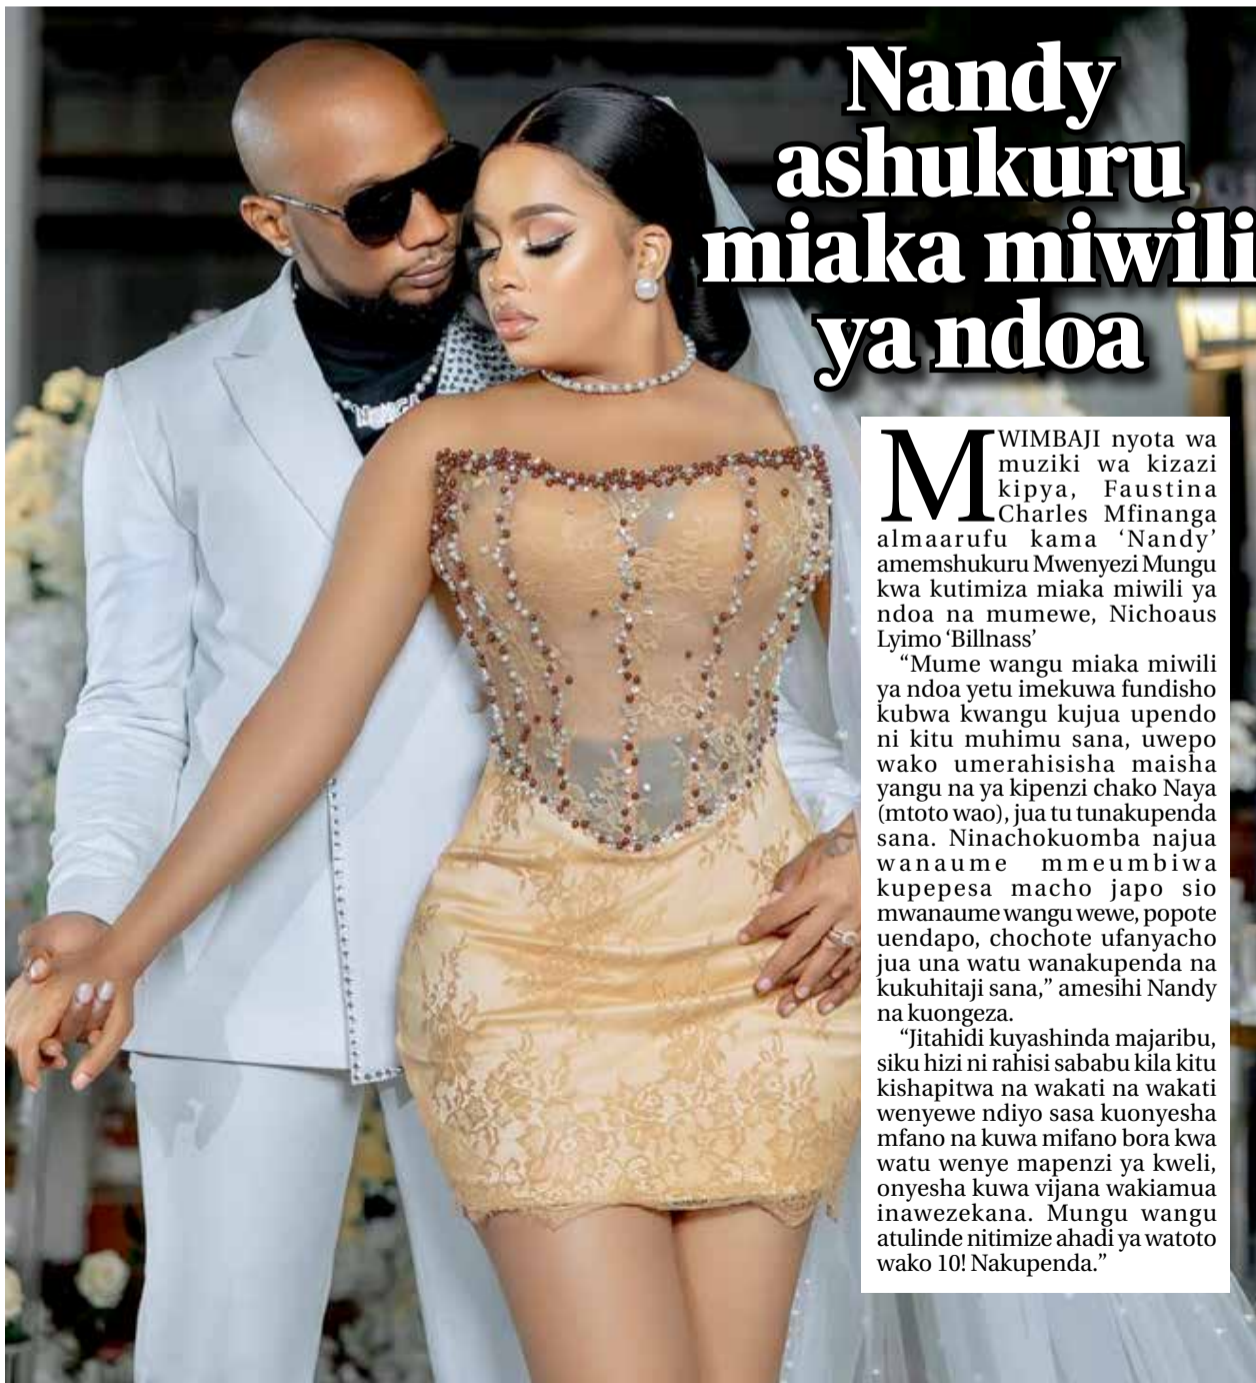 Nandy
ashukuru
miaka miwili
ya ndoa
MWIMBAJI nyota wa
muziki wa kizazi
kipya, Faustina
Charles Mfinanga
almaarufu kama ‘Nandy’
amemshukuru Mwenyezi Mungu
kwa kutimiza miaka miwili ya
ndoa na mumewe, Nichoaus
Lyimo ‘Billnass’
“Mume wangu miaka miwili
ya ndoa yetu imekuwa fundisho
kubwa kwangu kujua upendo
ni kitu muhimu sana, uwepo
wako umerahisisha maisha
yangu na ya kipenzi chako Naya
(mtoto wao), jua tu tunakupenda
sana. Ninachokuomba najua
wanaume mmeumbiwa
kupepesa macho japo sio
mwanaume wangu wewe, popote
uendapo, chochote ufanyacho
jua una watu wanakupenda na
kukuhitaji sana,” amesihi Nandy
na kuongeza.
“Jitahidi kuyashinda majaribu,
siku hizi ni rahisi sababu kila kitu
kishapitwa na wakati na wakati
wenyewe ndiyo sasa kuonyesha
mfano na kuwa mifano bora kwa
watu wenye mapenzi ya kweli,
onyesha kuwa vijana wakiamua
inawezekana. Mungu wangu
atulinde nitimize ahadi ya watoto
wako 10! Nakupenda.”